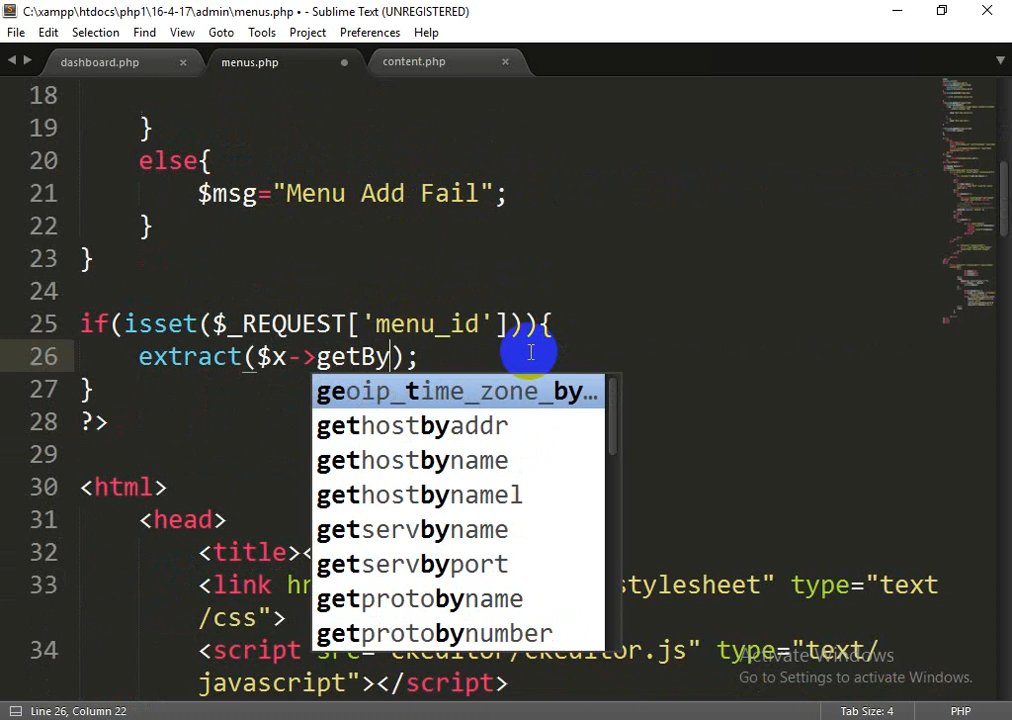 C:\xampp\htdocs\php1\16-4-17\admin\menus.php • - Sublime Text (UNREGISTERED)
File Edit Selection Find View Goto Tools Project Preferences Help
dashboard.php × menus.php content.php ×
18
19 }
20 else{
21 $msg="Menu Add Fail";
22 }
23 }
24
25 if(isset($_REQUEST['menu_id'])){
26 extract($x->getBy);
geoip_time_zone_by…
27 }
gethostbyaddr
28 ?>
gethostbyname
29
30 <html>
gethostbynamel
31 <head>
getservbyname
32 <title><
getservbyport
33 <link hr stylesheet" type="text
getprotobyname
/css">
getprotobynumber
34 <script src="ckeditor/ckeditor.js" type="text/
javascript"></script>
Activate Windows
Go to Settings to activate Windows.
Line 26, Column 22 Tab Size: 4 PHP